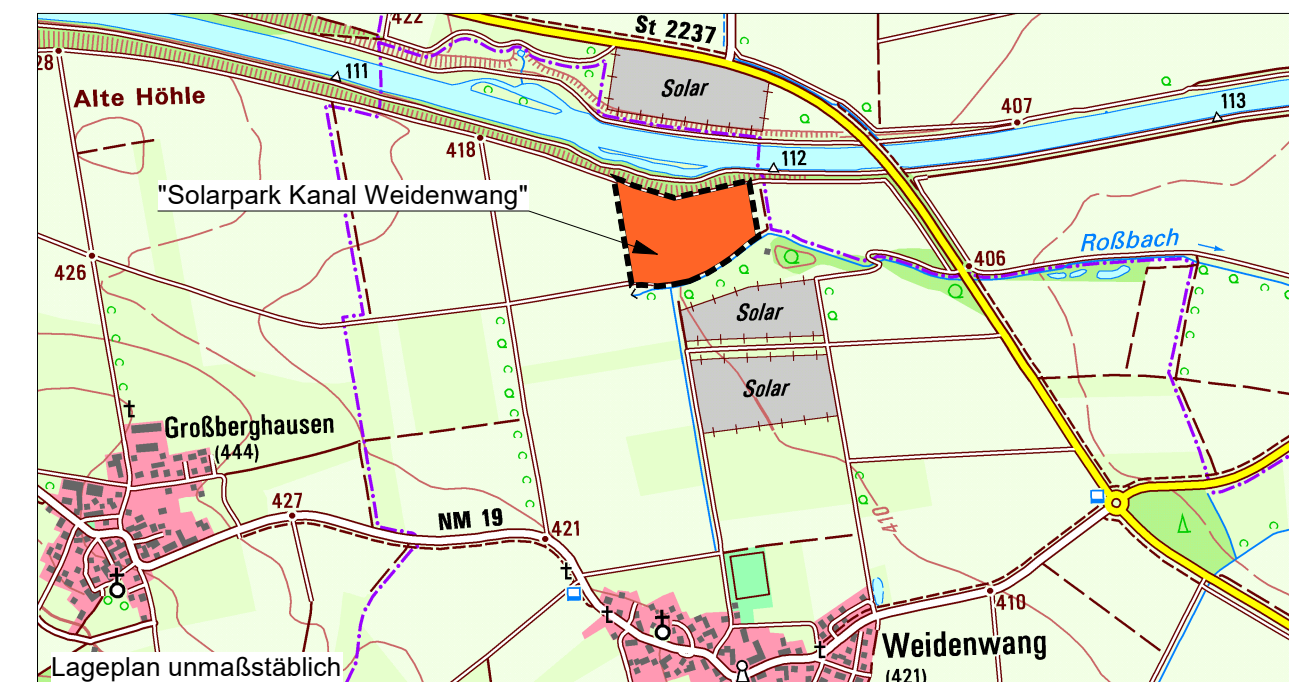 422
St 2237
28
111
Solar
Alte Höhle
407
113
418
112
"Solarpark Kanal Weidenwang"
Roßbach
406
426
Solar
Solar
Großberghausen
(444)
427
NM 19
421
410
410
Weidenwang
(421)
Lageplan unmaßstäblich